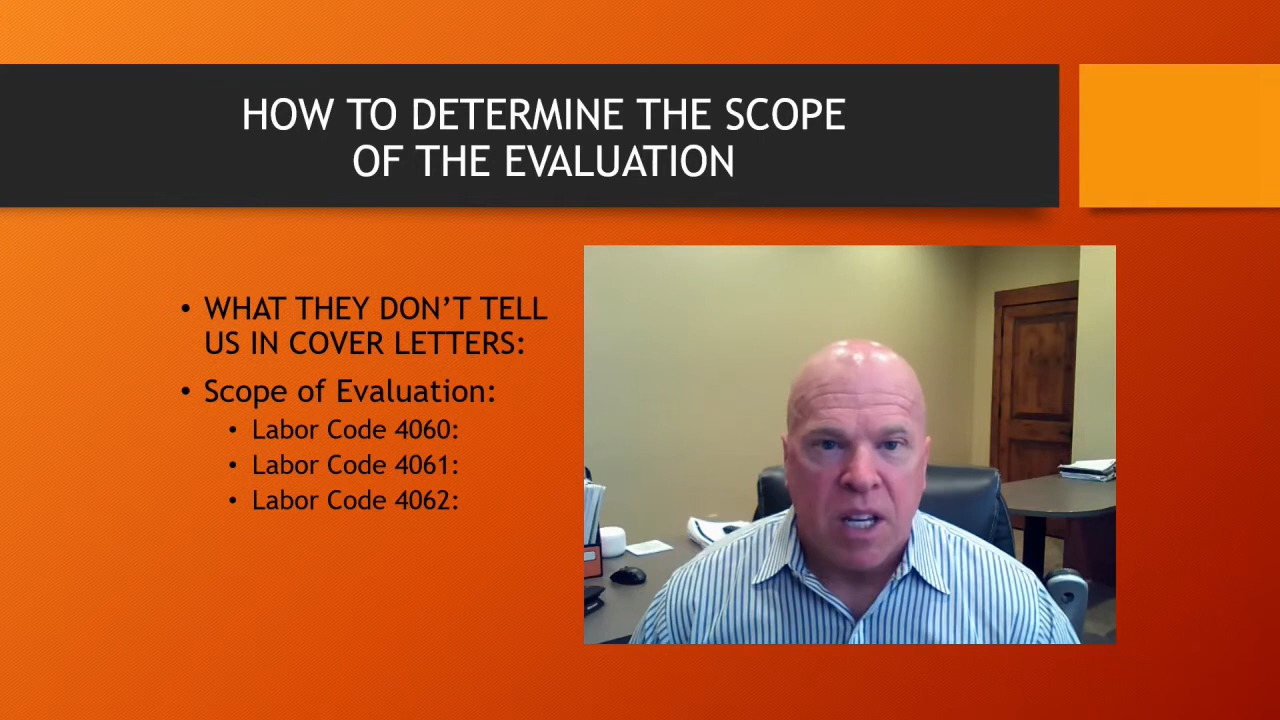 HOW TO DETERMINE THE SCOPE
OF THE EVALUATION
• WHAT THEY DON’T TELL
US IN COVER LETTERS:
• Scope of Evaluation:
• Labor Code 4060:
• Labor Code 4061:
• Labor Code 4062: